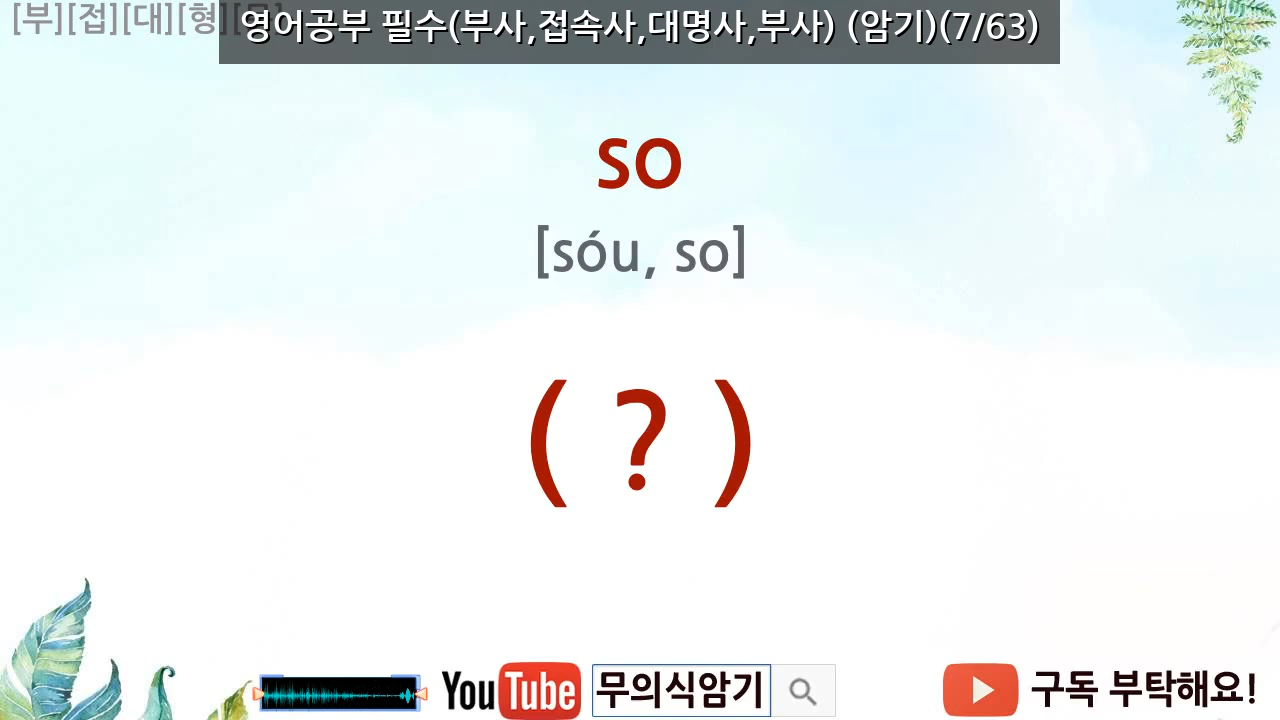 [부][접][대][형]
영어공부 필수(부사,접속사,대명사,부사) (암기)(7/63)
so
[sóu, so]
( ? )
YouTube 무의식암기 구독 부탁해요!